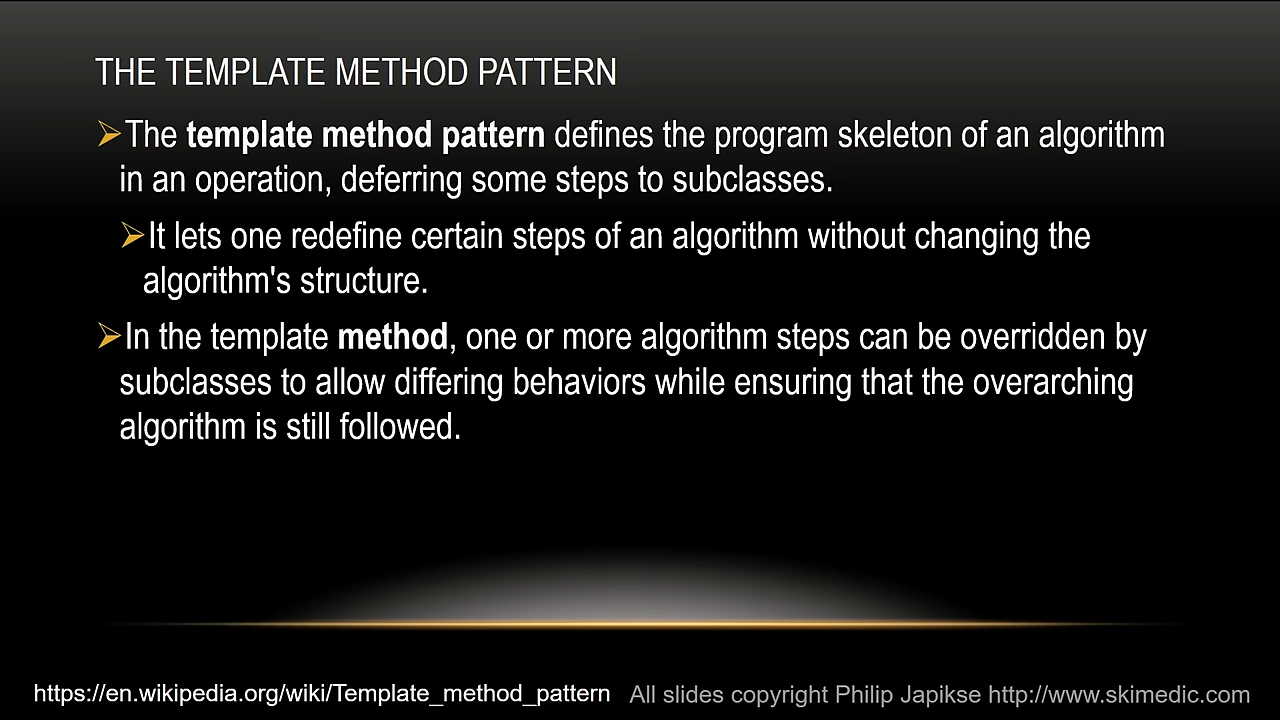 THE TEMPLATE METHOD PATTERN
The template method pattern defines the program skeleton of an algorithm
in an operation, deferring some steps to subclasses.
It lets one redefine certain steps of an algorithm without changing the
algorithm's structure.
In the template method, one or more algorithm steps can be overridden by
subclasses to allow differing behaviors while ensuring that the overarching
algorithm is still followed.
https://en.wikipedia.org/wiki/Template_method_pattern All slides copyright Philip Japikse http://www.skimedic.com